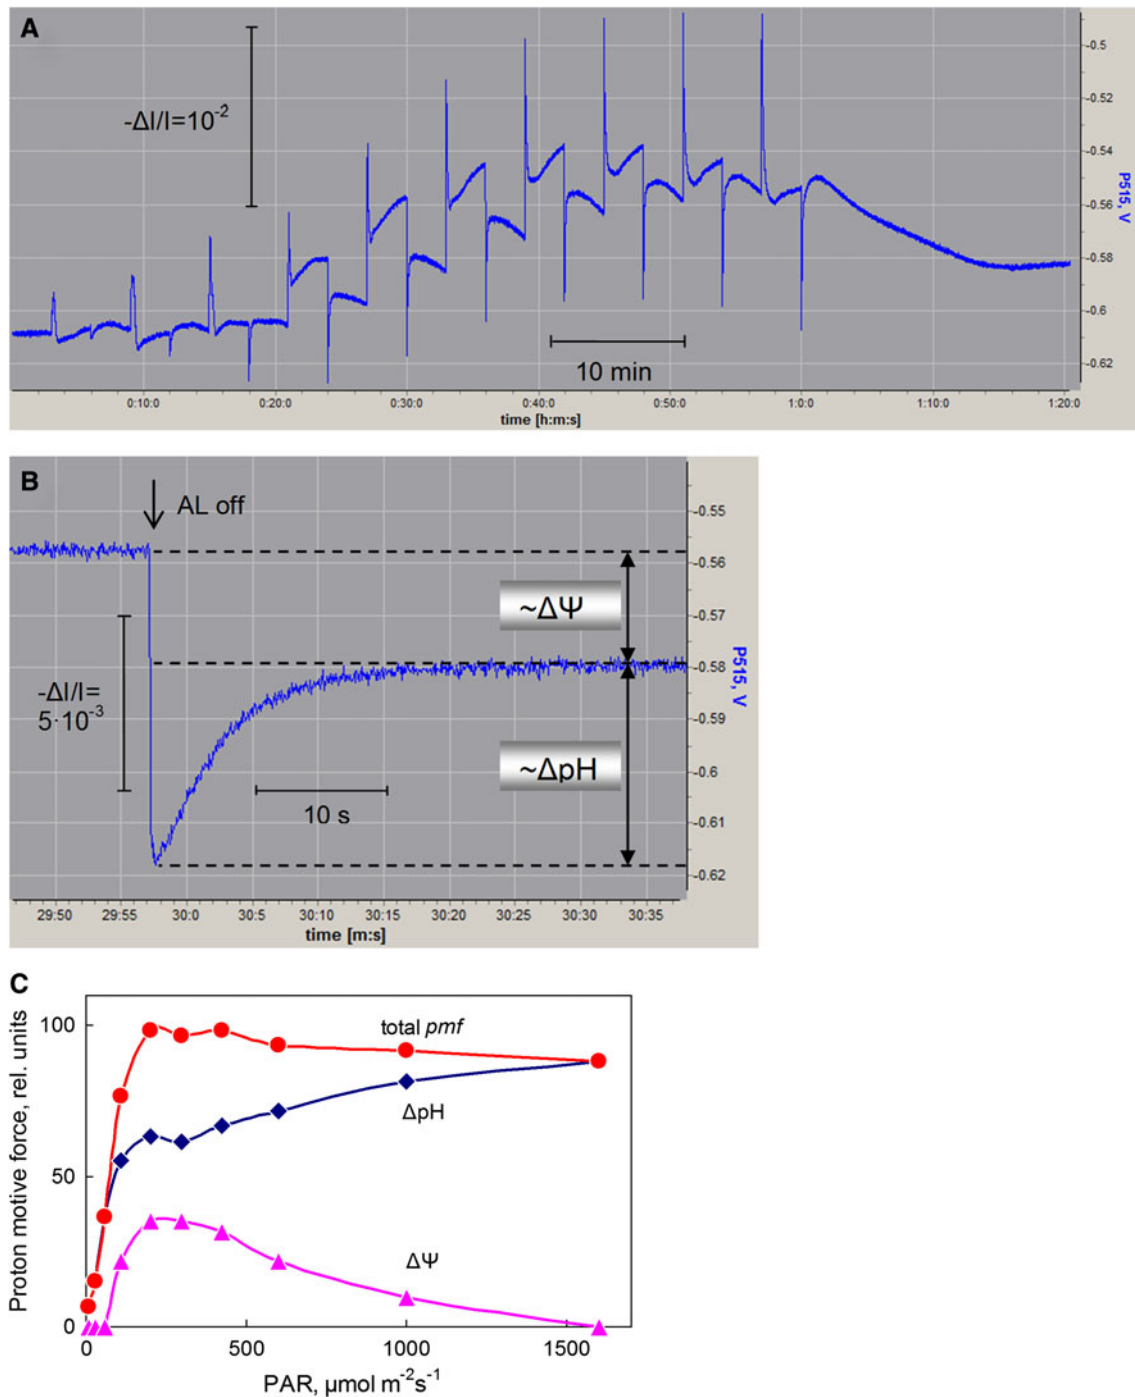 A
-ΔI/I=10⁻²
-0.5
-0.52
-0.54
-0.56
-0.58
-0.6
-0.62
P515, V
10 min
0:10:0
0:20:0
0:30:0
0:40:0
0:50:0
1:0:0
1:10:0
1:20:0
time [h:m:s]
B
AL off
-0.55
-0.56
-0.57
-0.58
-0.59
-0.6
-0.61
-0.62
P515, V
~ΔΨ
~ΔpH
-ΔI/I=
5·10⁻³
10 s
29:50
29:55
30:0
30:5
30:10
30:15
30:20
30:25
30:30
30:35
time [m:s]
C
Proton motive force, rel. units
100
50
0
total pmf
ΔpH
ΔΨ
0
500
1000
1500
PAR, μmol m⁻²s⁻¹